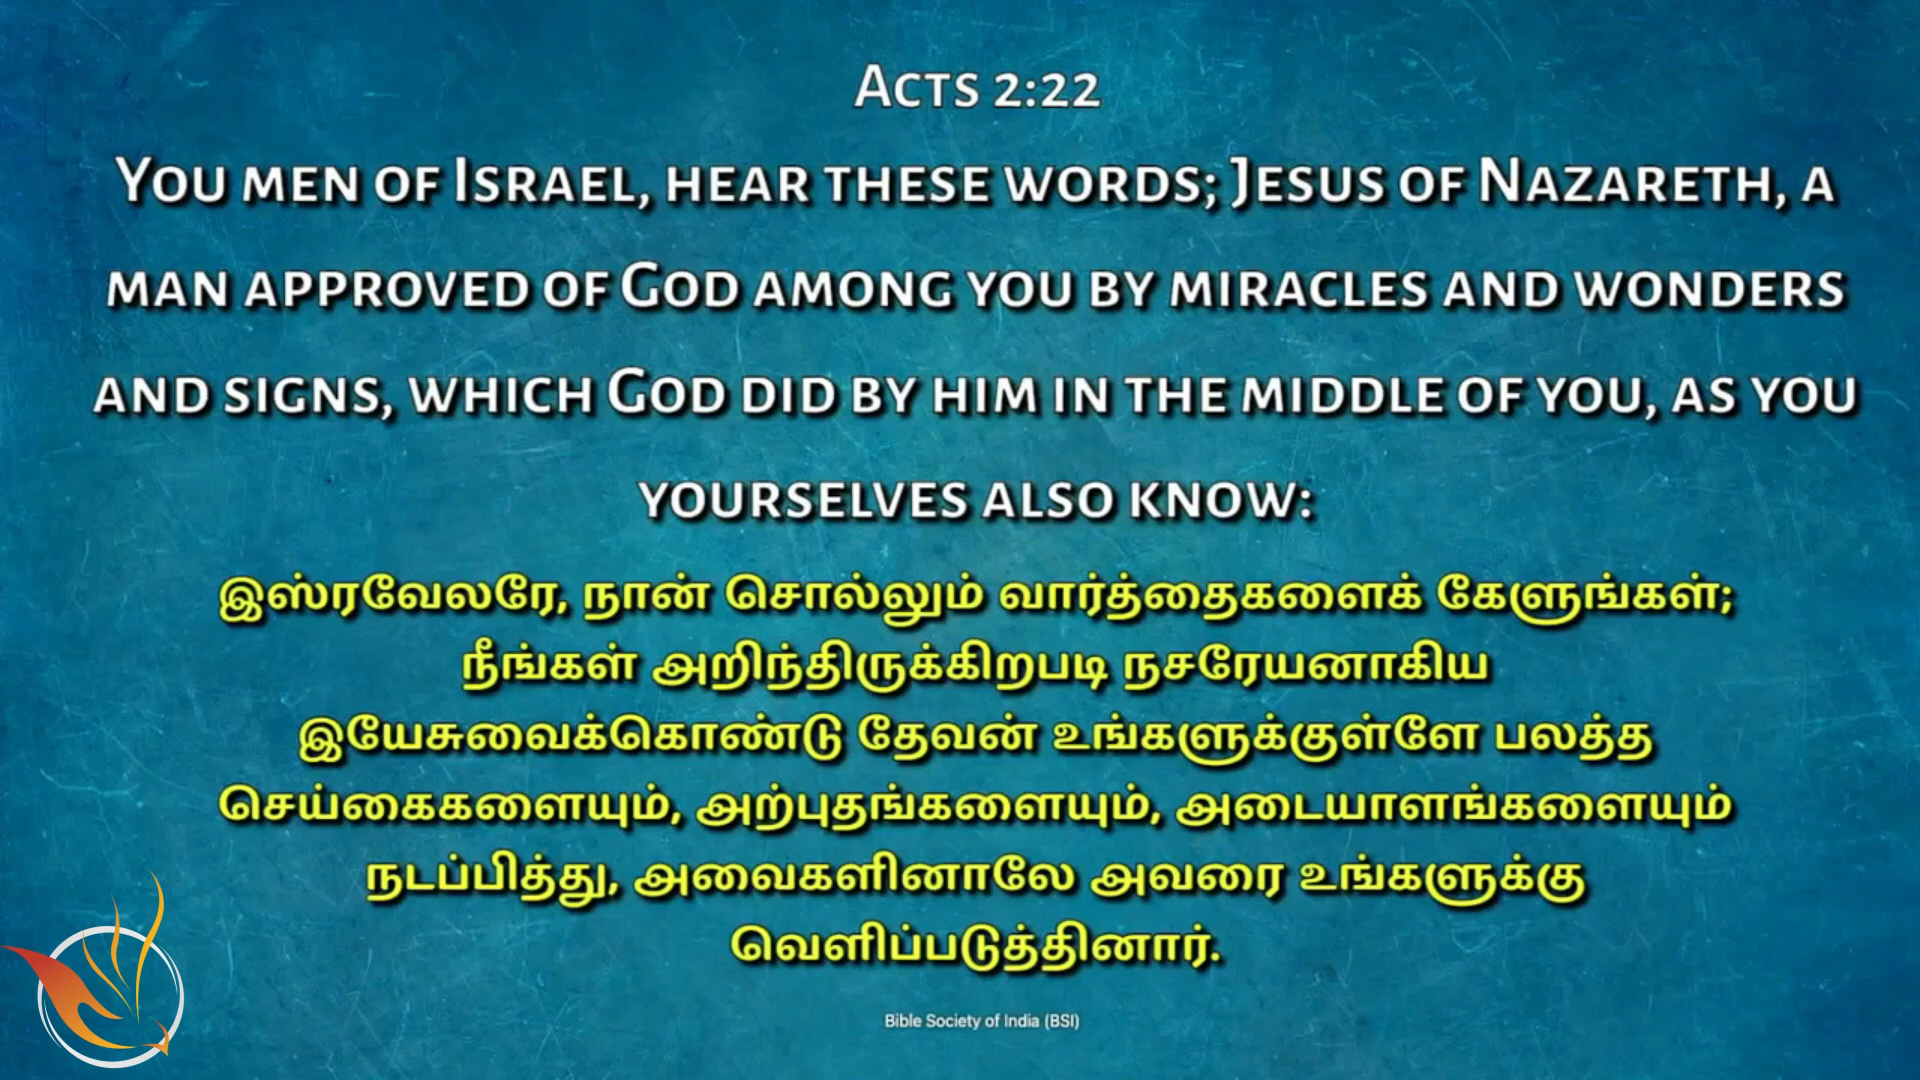 Acts 2:22
You men of Israel, hear these words; Jesus of Nazareth, a
man approved of God among you by miracles and wonders
and signs, which God did by him in the middle of you, as you
yourselves also know:
இஸ்ரவேலரே, நான் சொல்லும் வார்த்தைகளைக் கேளுங்கள்;
நீங்கள் அறிந்திருக்கிறபடி நசரேயனாகிய
இயேசுவைக்கொண்டு தேவன் உங்களுக்குள்ளே பலத்த
செய்கைகளையும், அற்புதங்களையும், அடையாளங்களையும்
நடப்பித்து, அவைகளினாலே அவரை உங்களுக்கு
வெளிப்படுத்தினார்.
Bible Society of India (BSI)